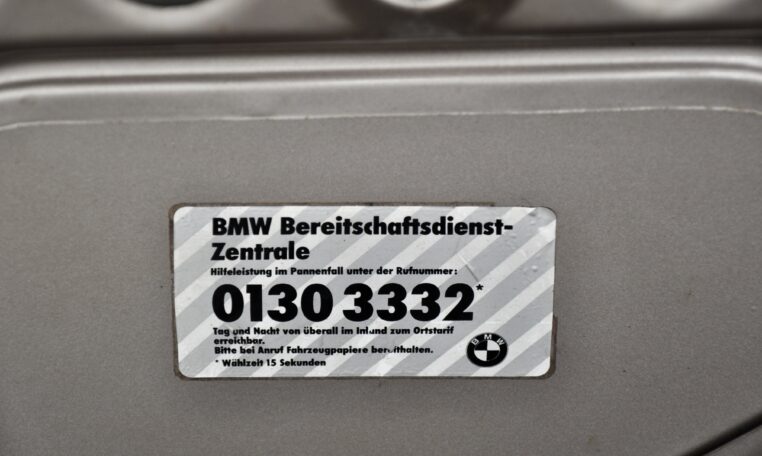 BMW Bereitschaftsdienst-
Zentrale
Hilfeleistung im Pannenfall unter der Rufnummer:
0130 3332*
Tag und Nacht von überall im Inland zum Ortstarif
erreichbar.
Bitte bei Anruf Fahrzeugpapiere bereithalten.
* Wählzeit 15 Sekunden
BMW